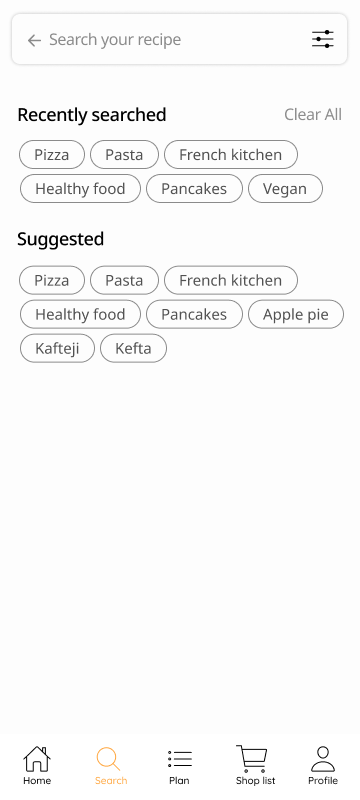 Search your recipe
Recently searched Clear All
Pizza Pasta French kitchen
Healthy food Pancakes Vegan
Suggested
Pizza Pasta French kitchen
Healthy food Pancakes Apple pie
Kafteji Kefta
Home Search Plan Shop list Profile